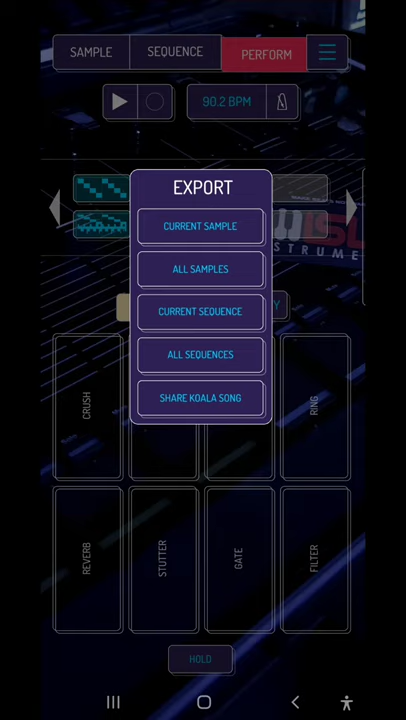 SAMPLE
SEQUENCE
PERFORM
90.2 BPM
EXPORT
CURRENT SAMPLE
ALL SAMPLES
CURRENT SEQUENCE
ALL SEQUENCES
SHARE KOALA SONG
Y
CRUSH
RING
REVERB
STUTTER
GATE
FILTER
HOLD